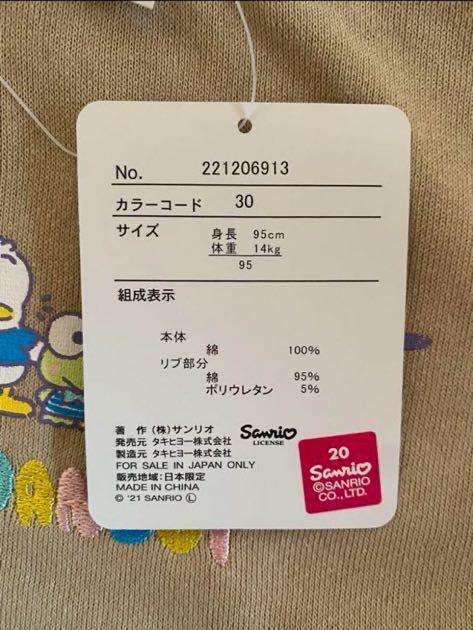 No. 221206913
カラーコード 30
サイズ 身長 95cm
体重 14kg
95
組成表示
本体
綿 100%
リブ部分
綿 95%
ポリウレタン 5%
著 作 (株)サンリオ
発売元 タキヒヨー株式会社
製造元 タキヒヨー株式会社
FOR SALE IN JAPAN ONLY
販売地域:日本限定
MADE IN CHINA
© '21 SANRIO Ⓛ
Sanrio
LICENSE
20
Sanrio
©SANRIO
CO., LTD.